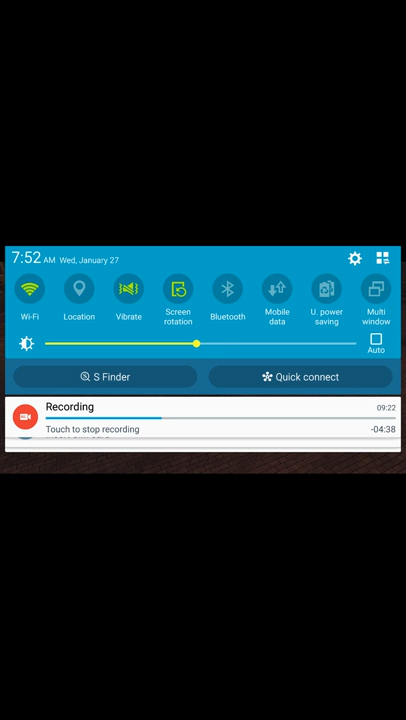 7:52 AM Wed, January 27
Wi-Fi
Location
Vibrate
Screen
rotation
Bluetooth
Mobile
data
U. power
saving
Multi
window
Auto
S Finder
Quick connect
Recording 09:22
Touch to stop recording -04:38